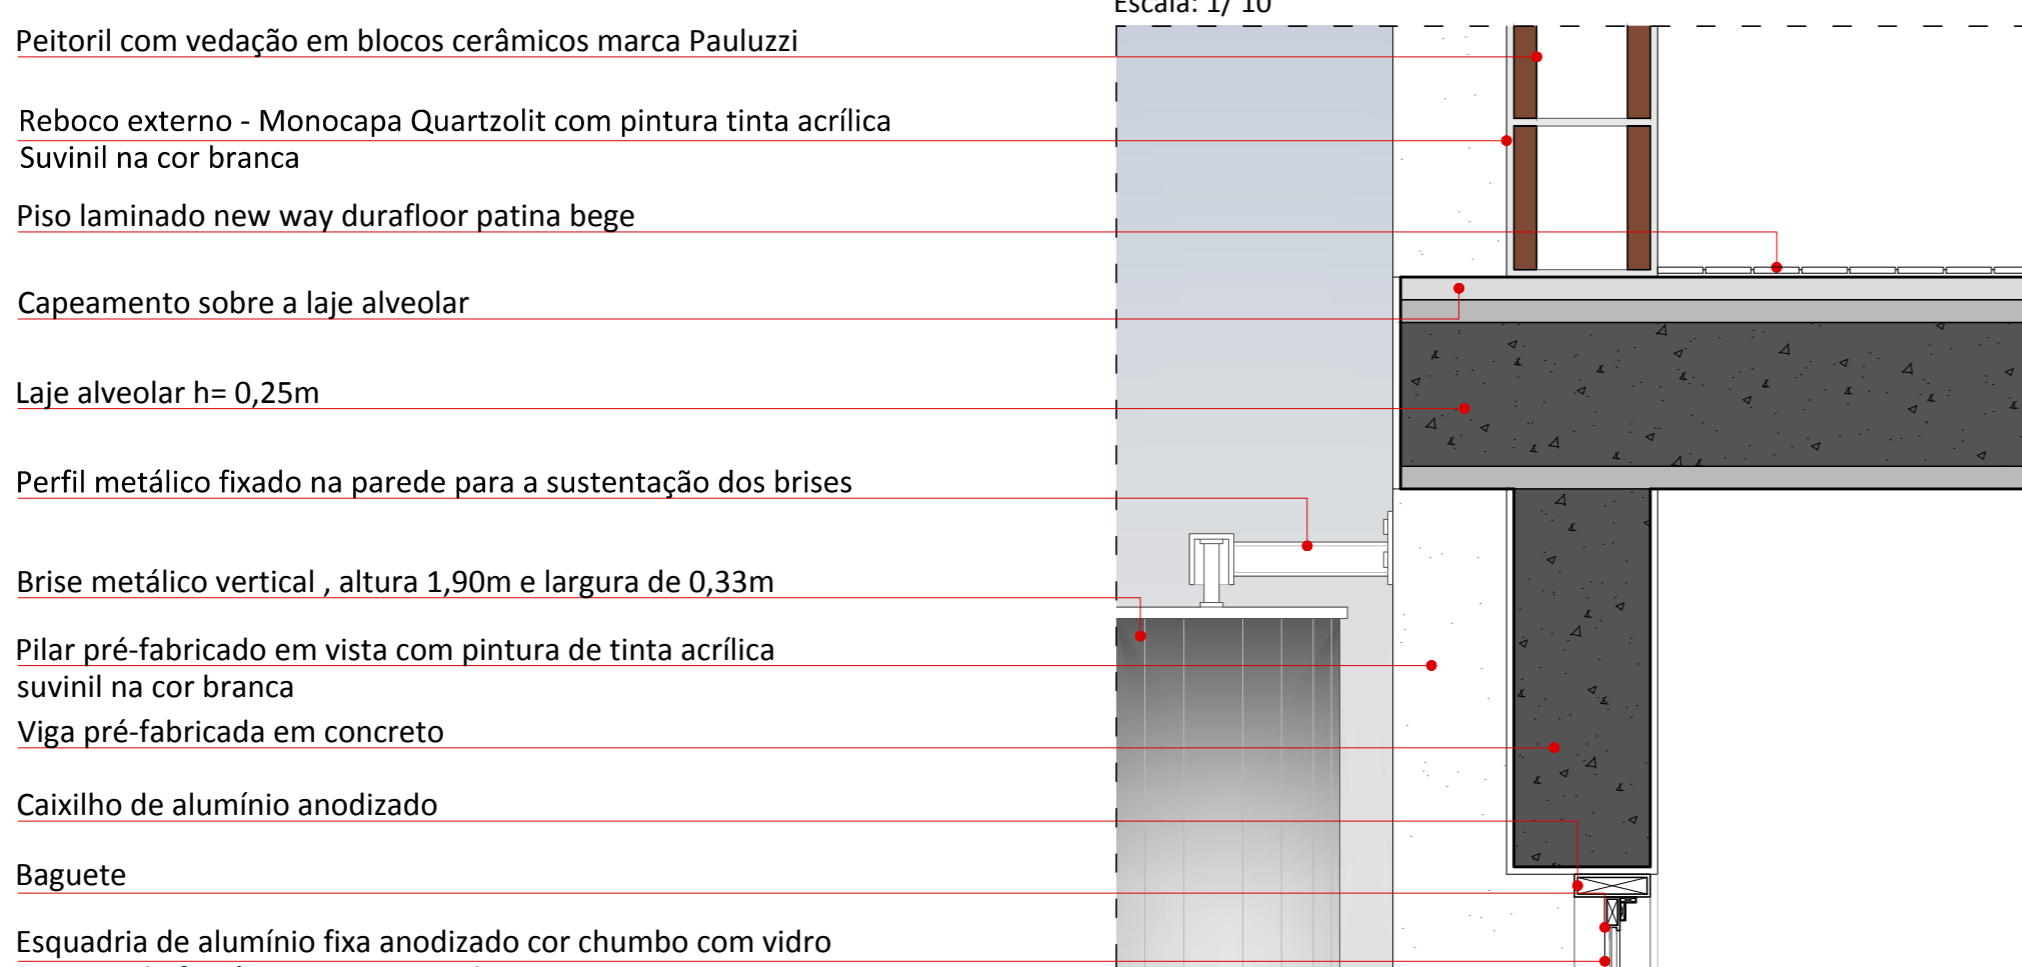 Escala: 1/ 10
Peitoril com vedação em blocos cerâmicos marca Pauluzzi
Reboco externo - Monocapa Quartzolit com pintura tinta acrílica
Suvinil na cor branca
Piso laminado new way durafloor patina bege
Capeamento sobre a laje alveolar
Laje alveolar h= 0,25m
Perfil metálico fixado na parede para a sustentação dos brises
Brise metálico vertical , altura 1,90m e largura de 0,33m
Pilar pré-fabricado em vista com pintura de tinta acrílica
suvinil na cor branca
Viga pré-fabricada em concreto
Caixilho de alumínio anodizado
Baguete
Esquadria de alumínio fixa anodizado cor chumbo com vidro